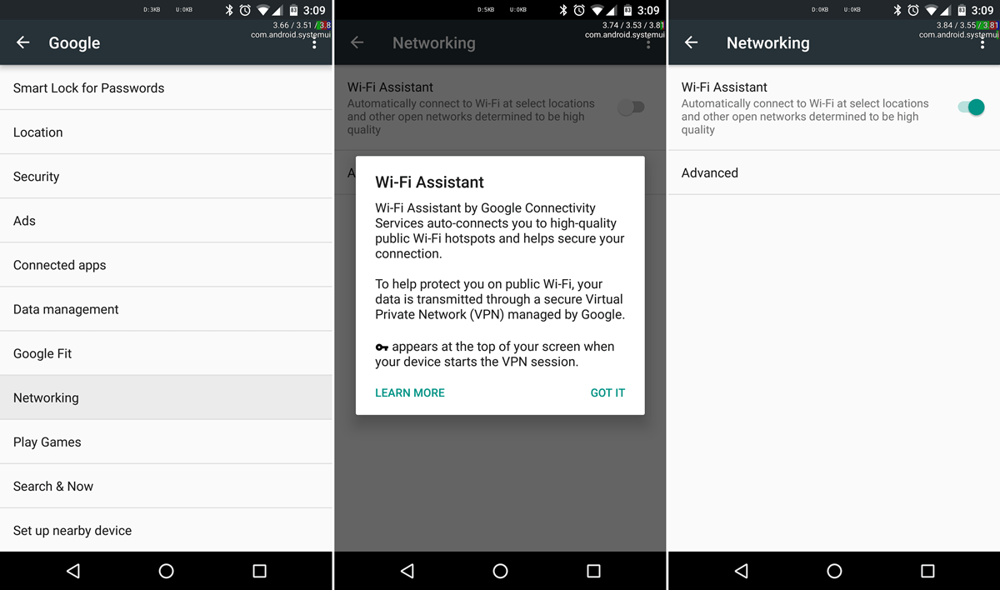 D:3KB U:0KB 83 3:09
3.66 / 3.51 / 3.8
com.android.systemui
Google
Smart Lock for Passwords
Location
Security
Ads
Connected apps
Data management
Google Fit
Networking
Play Games
Search & Now
Set up nearby device
D:5KB U:0KB 83 3:09
3.74 / 3.53 / 3.81
com.android.systemui
Networking
Wi-Fi Assistant
Automatically connect to Wi-Fi at select locations
and other open networks determined to be high
quality
A
Wi-Fi Assistant
Wi-Fi Assistant by Google Connectivity
Services auto-connects you to high-quality
public Wi-Fi hotspots and helps secure your
connection.
To help protect you on public Wi-Fi, your
data is transmitted through a secure Virtual
Private Network (VPN) managed by Google.
appears at the top of your screen when
your device starts the VPN session.
LEARN MORE GOT IT
D:0KB U:0KB 83 3:09
3.84 / 3.55 / 3.81
com.android.systemui
Networking
Wi-Fi Assistant
Automatically connect to Wi-Fi at select locations
and other open networks determined to be high
quality
Advanced